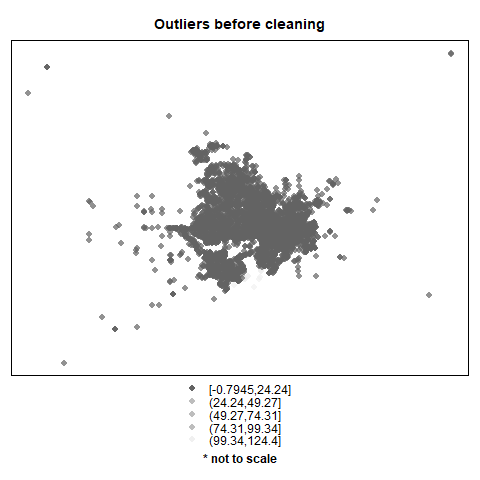 Outliers before cleaning
[-0.7945,24.24]
(24.24,49.27]
(49.27,74.31]
(74.31,99.34]
(99.34,124.4]
* not to scale